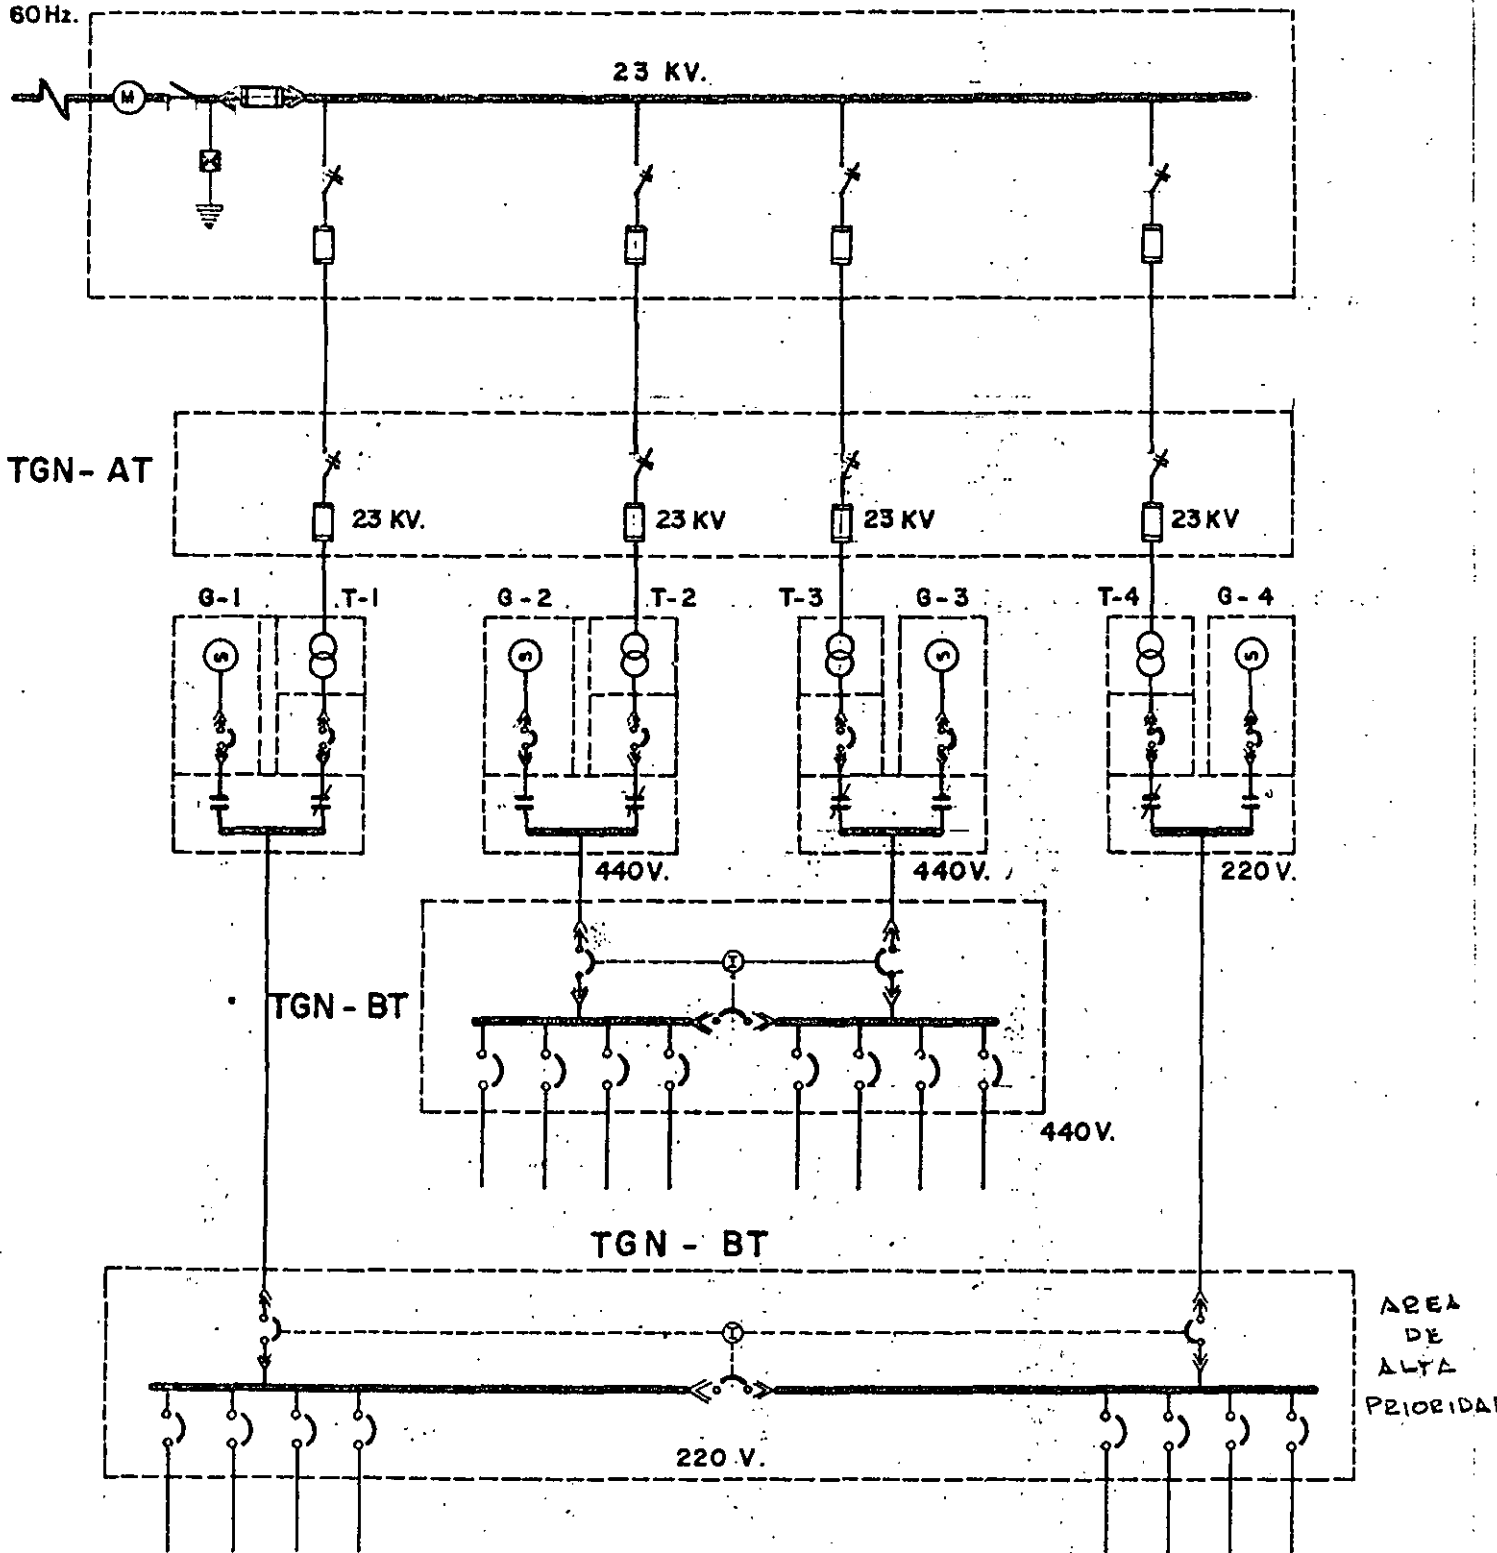 60 Hz.
23 KV.
M
TGN- AT
23 KV.
23 KV
23 KV
23 KV
G-1
T-1
G-2
T-2
T-3
G-3
T-4
G-4
S
S
S
S
440V.
440V.
220 V.
I
TGN-BT
440V.
TGN - BT
I
AREA
DE
ALTA
PRIORIDAD
220 V.